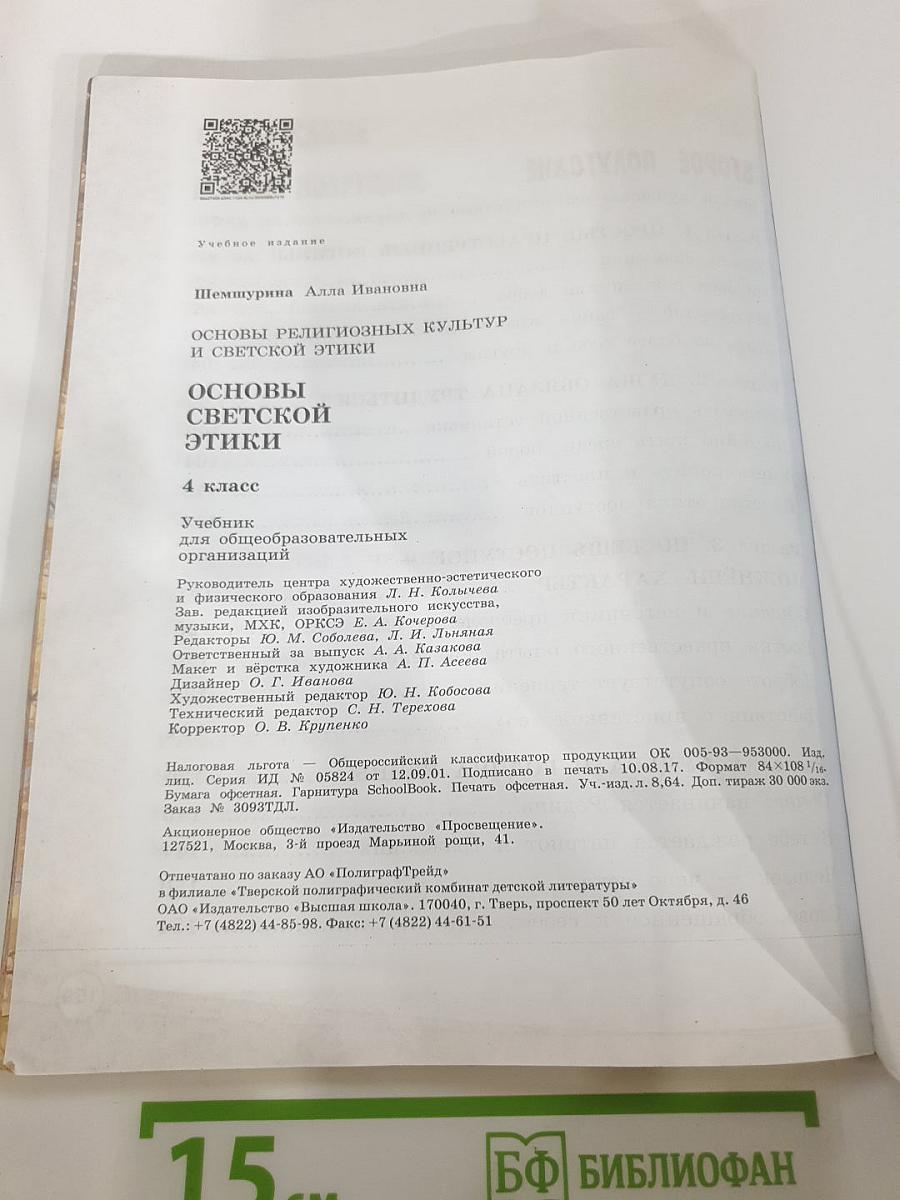 Учебное издание
Шемшурина Алла Ивановна
ОСНОВЫ РЕЛИГИОЗНЫХ КУЛЬТУР
И СВЕТСКОЙ ЭТИКИ
ОСНОВЫ
СВЕТСКОЙ
ЭТИКИ
4 класс
Учебник
для общеобразовательных
организаций
Руководитель центра художественно-эстетического
и физического образования Л. Н. Колычева
Зав. редакцией изобразительного искусства,
музыки, МХК, ОРКСЭ Е. А. Кочерова
Редакторы Ю. М. Соболева, Л. И. Льняная
Ответственный за выпуск А. А. Казакова
Макет и вёрстка художника А. П. Асеева
Дизайнер О. Г. Иванова
Художественный редактор Ю. Н. Кобосова
Технический редактор С. Н. Терехова
Корректор О. В. Крупенко
Налоговая льгота — Общероссийский классификатор продукции ОК 005-93—953000. Изд.
лиц. Серия ИД № 05824 от 12.09.01. Подписано в печать 10.08.17. Формат 84×108 1/16.
Бумага офсетная. Гарнитура SchoolBook. Печать офсетная. Уч.-изд. л. 8,64. Доп. тираж 30 000 экз.
Заказ № 3093ТДЛ.
Акционерное общество «Издательство «Просвещение».
127521, Москва, 3-й проезд Марьиной рощи, 41.
Отпечатано по заказу АО «ПолиграфТрейд»
в филиале «Тверской полиграфический комбинат детской литературы»
ОАО «Издательство «Высшая школа». 170040, г. Тверь, проспект 50 лет Октября, д. 46
Тел.: +7 (4822) 44-85-98. Факс: +7 (4822) 44-61-51
15 см
БФ БИБЛИОФАН